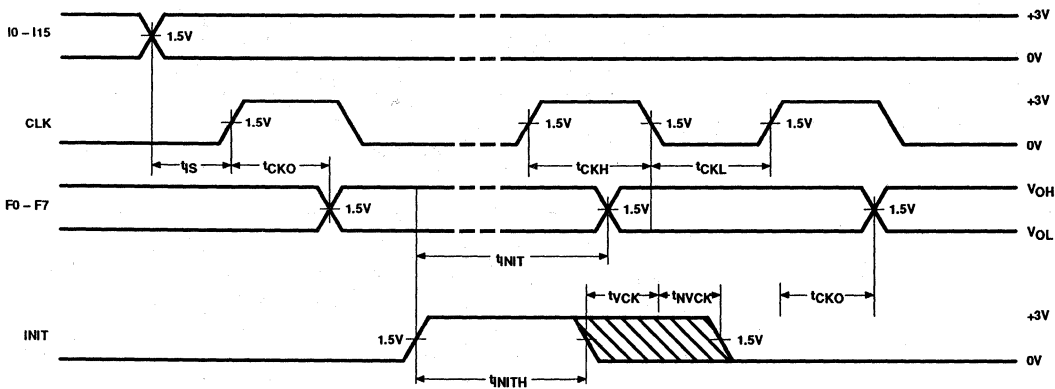 I0 – I15
1.5V
+3V
0V
CLK
1.5V
1.5V
1.5V
1.5V
+3V
0V
tIS
tCKO
tCKH
tCKL
F0 – F7
1.5V
1.5V
1.5V
VOH
VOL
tINIT
tVCK
tNVCK
tCKO
INIT
1.5V
1.5V
+3V
0V
tINITH